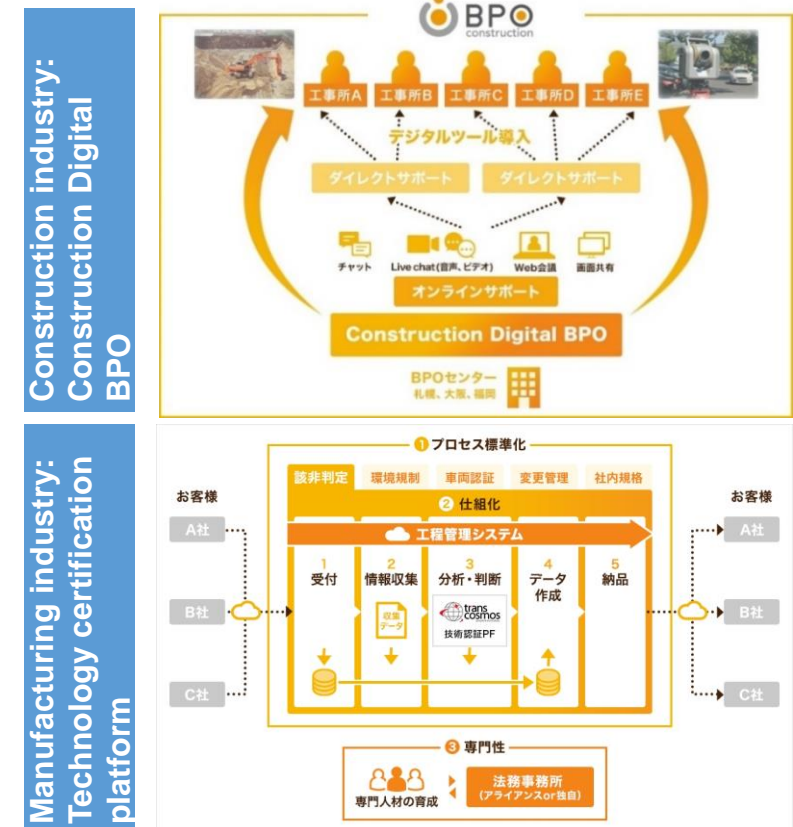 Construction industry:
Construction Digital
BPO
BPO
construction
工事所A 工事所B 工事所C 工事所D 工事所E
デジタルツール導入
ダイレクトサポート ダイレクトサポート
チャット Live chat(音声、ビデオ) Web会議 画面共有
オンラインサポート
Construction Digital BPO
BPOセンター
札幌、大阪、福岡
Manufacturing industry:
Technology certification
platform
1 プロセス標準化
該非判定 環境規制 車両認証 変更管理 社内規格
2 仕組化
工程管理システム
お客様
A社
B社
C社
1
受付
2
情報収集
収集
データ
3
分析・判断
trans
cosmos
技術認証PF
4
データ
作成
5
納品
お客様
A社
B社
C社
3 専門性
専門人材の育成
法務事務所
(アライアンスor独自)